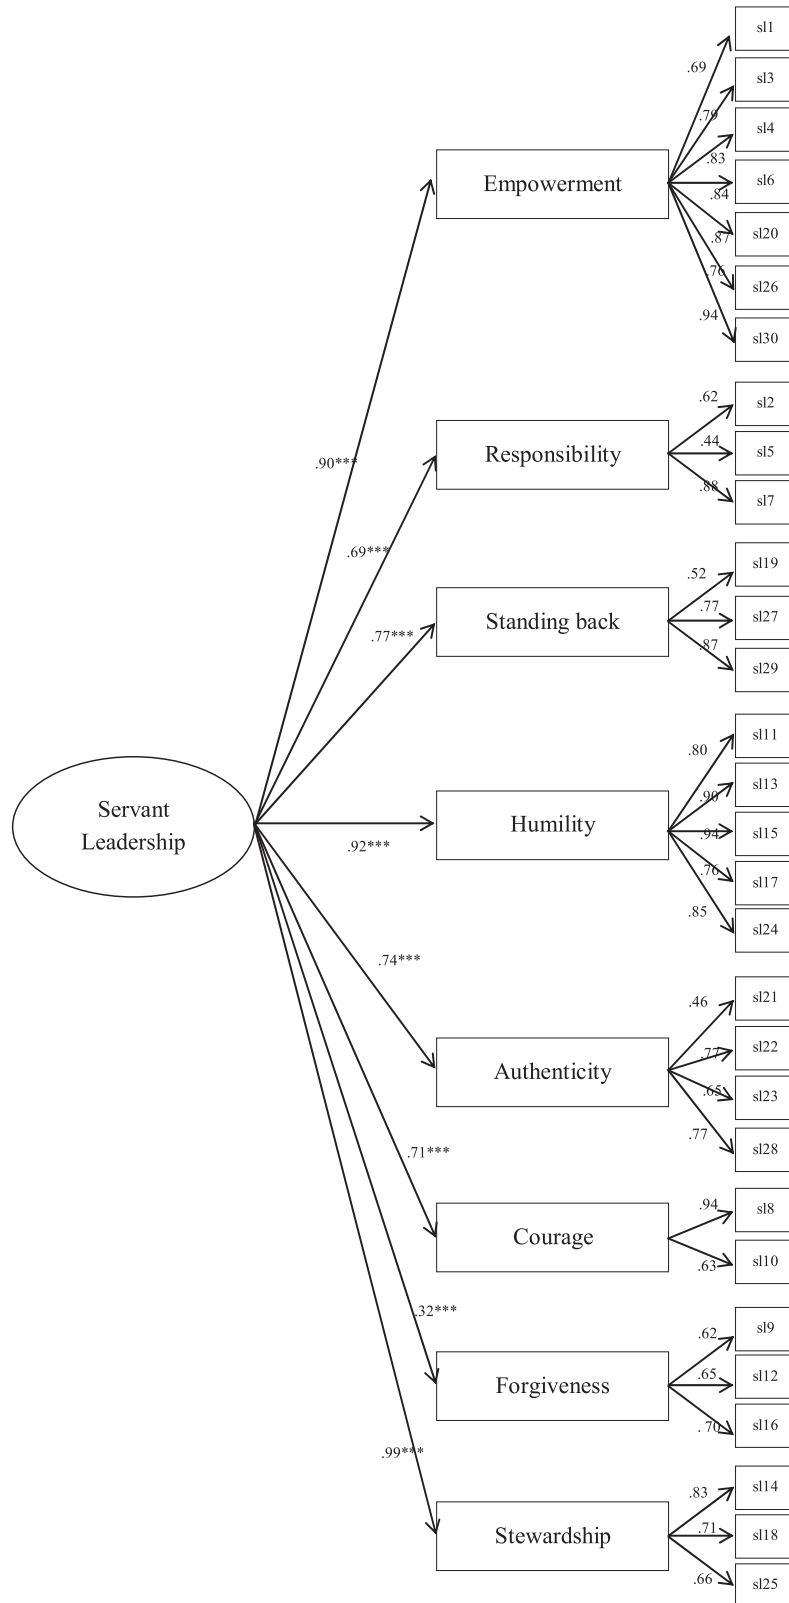 sl1
.69
sl3
.79
sl4
.83
Empowerment
sl6
.84
sl20
.87
.76
sl26
.94
sl30
.62
sl2
.44
sl5
.90***
Responsibility
.88
sl7
.69***
.52
sl19
.77
sl27
.77***
Standing back
.87
sl29
.80
sl11
.90
sl13
Servant
Leadership
.92***
Humility
.94
sl15
.76
sl17
.85
sl24
.74***
.46
sl21
.77
sl22
Authenticity
.65
sl23
.77
sl28
.71***
.94
sl8
Courage
.63
sl10
.32***
.62
sl9
.65
sl12
Forgiveness
. 70
sl16
.99***
.83
sl14
.71
sl18
Stewardship
.66
sl25